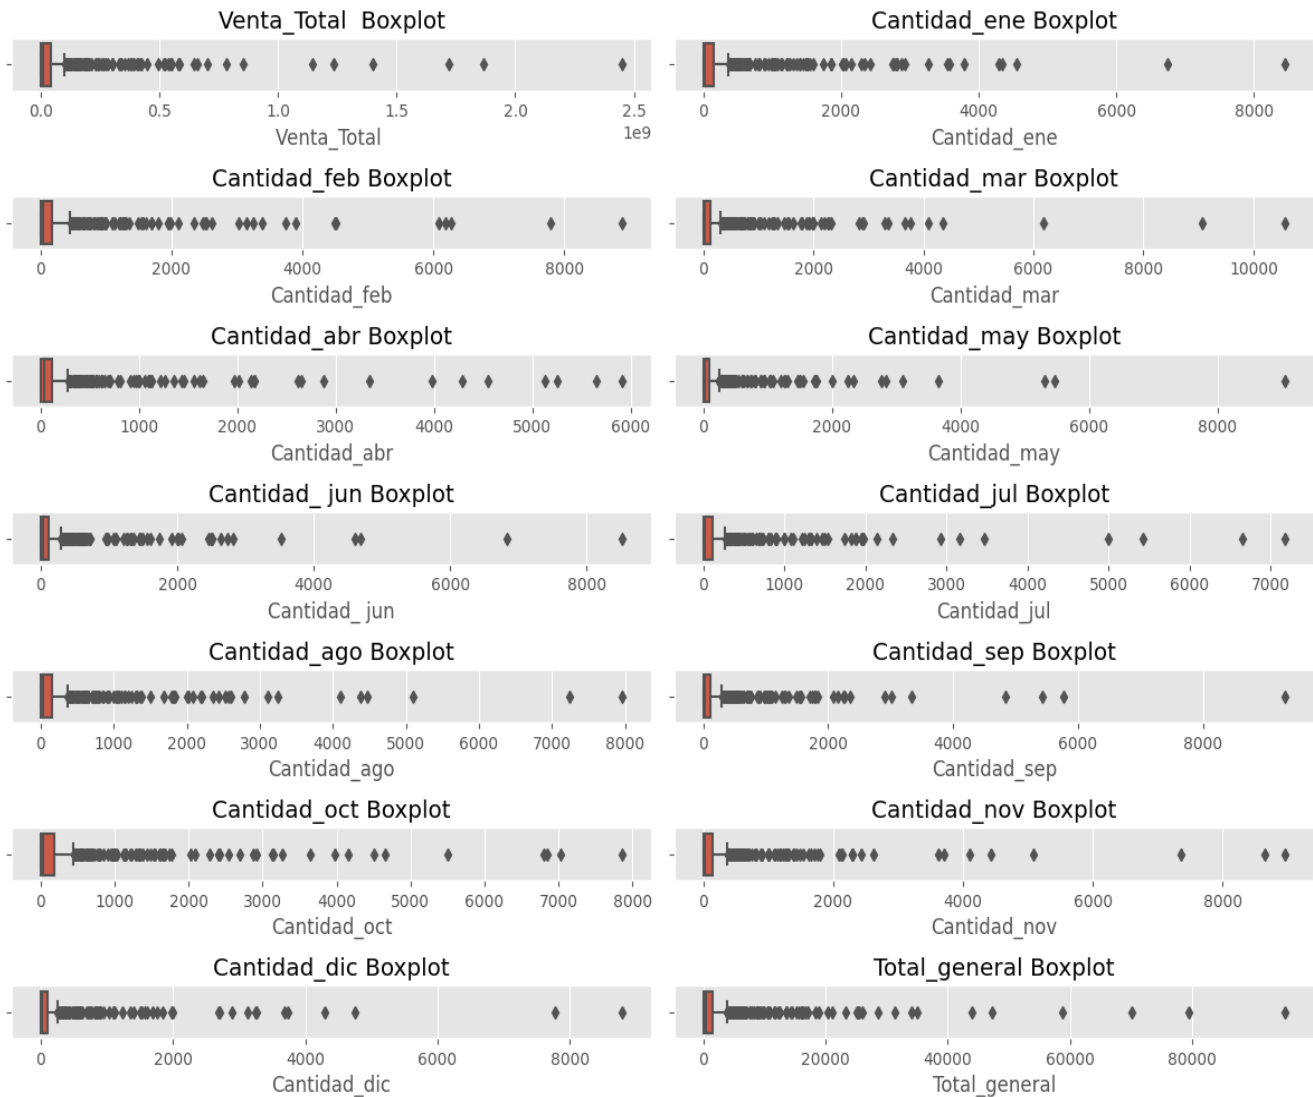 Venta_Total  Boxplot
0.0 0.5 1.0 1.5 2.0 2.5
1e9
Venta_Total
Cantidad_ene Boxplot
0 2000 4000 6000 8000
Cantidad_ene
Cantidad_feb Boxplot
0 2000 4000 6000 8000
Cantidad_feb
Cantidad_mar Boxplot
0 2000 4000 6000 8000 10000
Cantidad_mar
Cantidad_abr Boxplot
0 1000 2000 3000 4000 5000 6000
Cantidad_abr
Cantidad_may Boxplot
0 2000 4000 6000 8000
Cantidad_may
Cantidad_ jun Boxplot
0 2000 4000 6000 8000
Cantidad_ jun
Cantidad_jul Boxplot
0 1000 2000 3000 4000 5000 6000 7000
Cantidad_jul
Cantidad_ago Boxplot
0 1000 2000 3000 4000 5000 6000 7000 8000
Cantidad_ago
Cantidad_sep Boxplot
0 2000 4000 6000 8000
Cantidad_sep
Cantidad_oct Boxplot
0 1000 2000 3000 4000 5000 6000 7000 8000
Cantidad_oct
Cantidad_nov Boxplot
0 2000 4000 6000 8000
Cantidad_nov
Cantidad_dic Boxplot
0 2000 4000 6000 8000
Cantidad_dic
Total_general Boxplot
0 20000 40000 60000 80000
Total_general